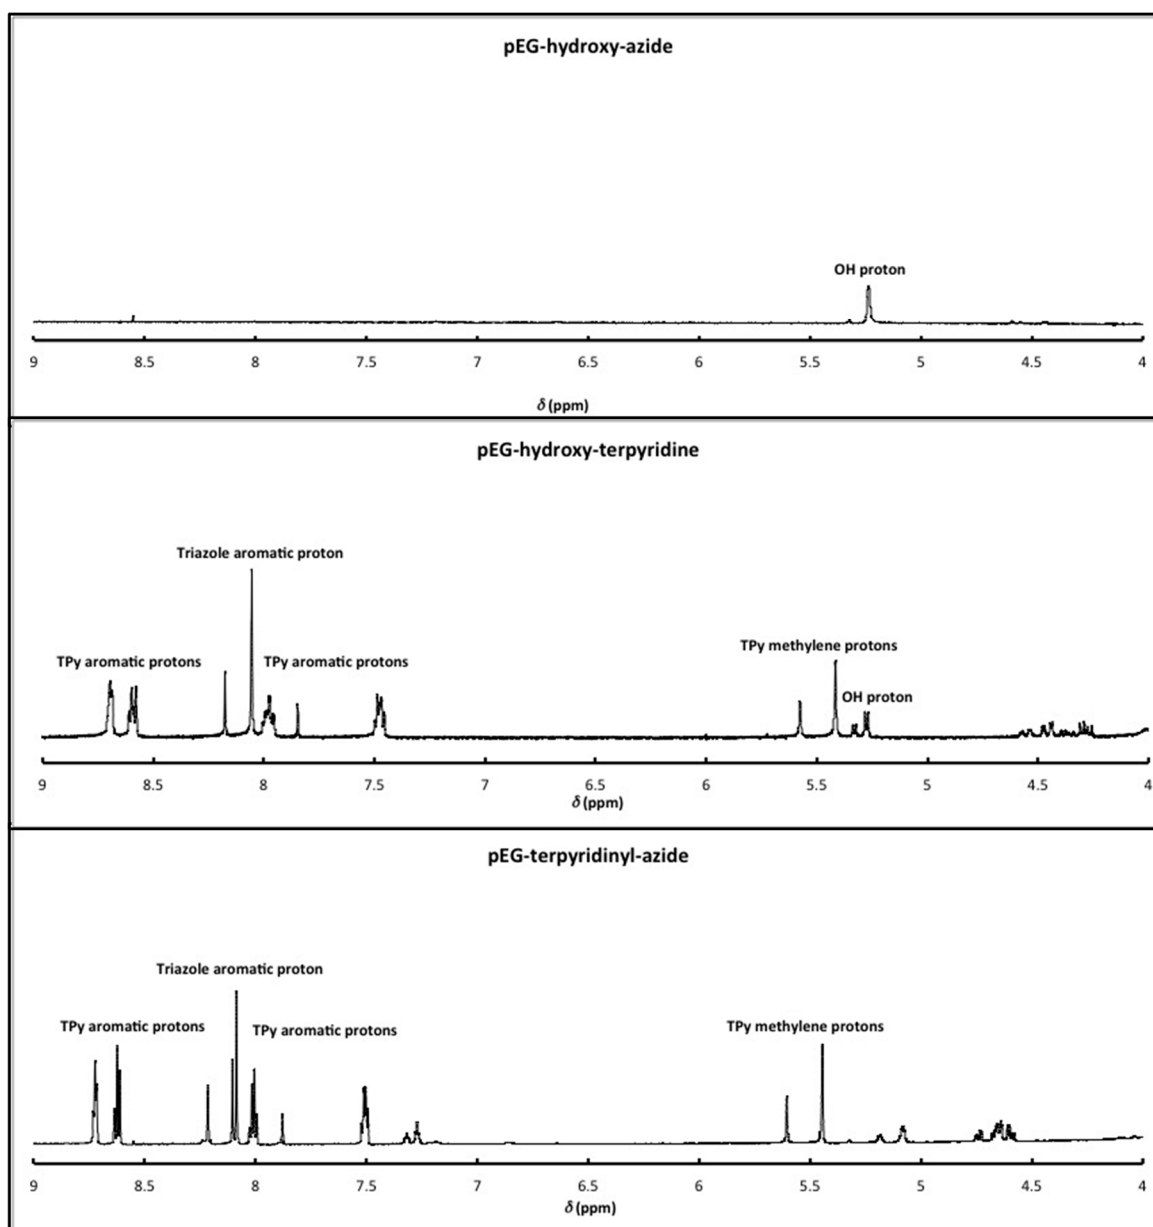 pEG-hydroxy-azide
OH proton
9 8.5 8 7.5 7 6.5 6 5.5 5 4.5 4
δ (ppm)
pEG-hydroxy-terpyridine
Triazole aromatic proton
TPy aromatic protons TPy aromatic protons TPy methylene protons
OH proton
9 8.5 8 7.5 7 6.5 6 5.5 5 4.5 4
δ (ppm)
pEG-terpyridinyl-azide
Triazole aromatic proton
TPy aromatic protons TPy aromatic protons TPy methylene protons
9 8.5 8 7.5 7 6.5 6 5.5 5 4.5 4
δ (ppm)